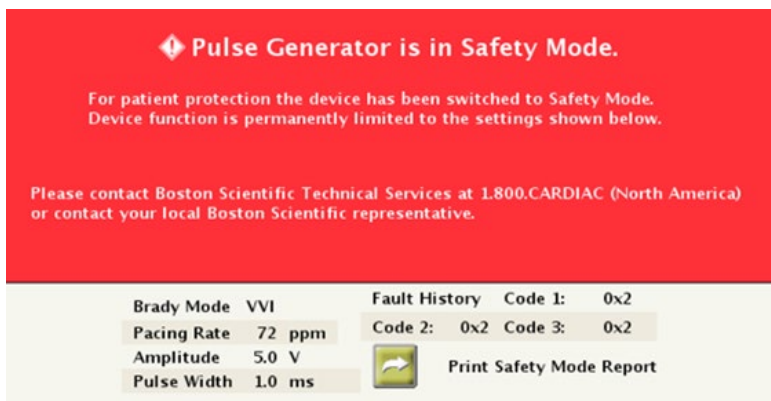 Pulse Generator is in Safety Mode.
For patient protection the device has been switched to Safety Mode.
Device function is permanently limited to the settings shown below.
Please contact Boston Scientific Technical Services at 1.800.CARDIAC (North America)
or contact your local Boston Scientific representative.
Brady Mode VVI
Pacing Rate 72 ppm
Amplitude 5.0 V
Pulse Width 1.0 ms
Fault History Code 1: 0x2
Code 2: 0x2 Code 3: 0x2
Print Safety Mode Report